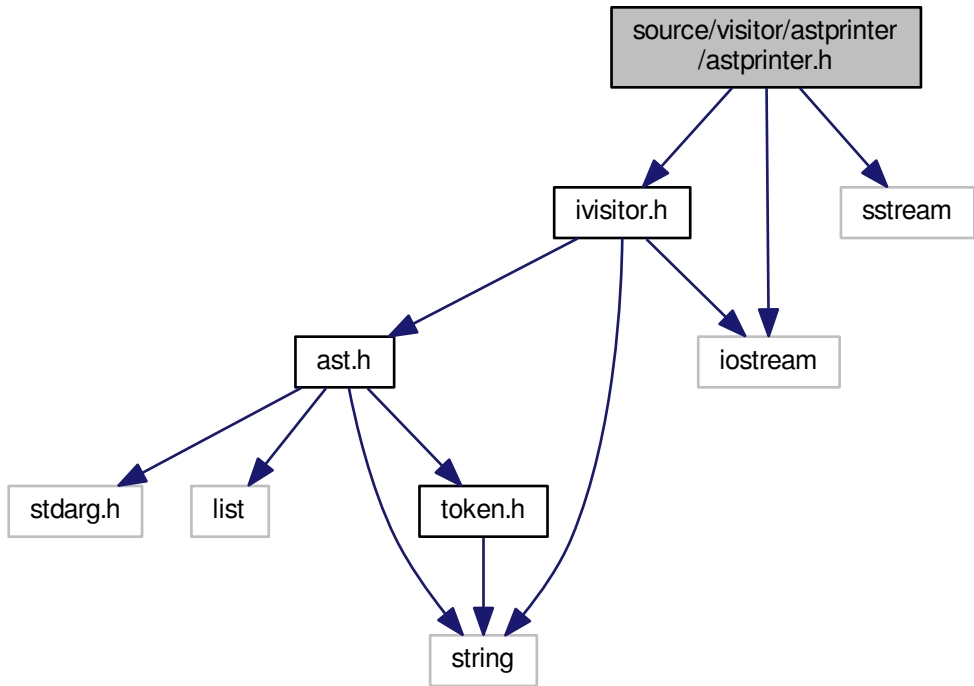 source/visitor/astprinter
/astprinter.h
ivisitor.h
sstream
ast.h
iostream
stdarg.h
list
token.h
string